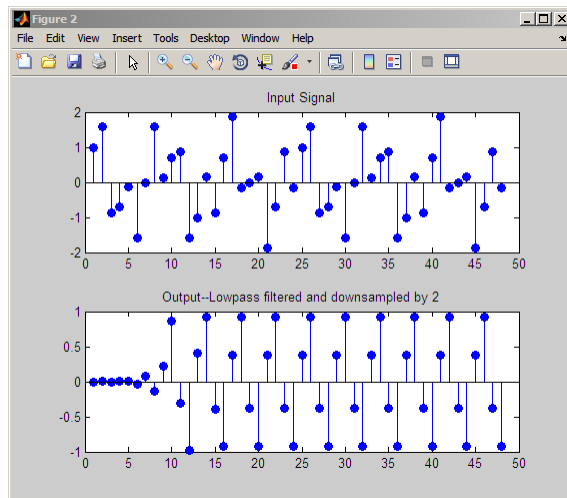 Figure 2
File Edit View Insert Tools Desktop Window Help
Input Signal
2
1
0
-1
-2
0 5 10 15 20 25 30 35 40 45 50
Output--Lowpass filtered and downsampled by 2
1
0.5
0
-0.5
-1
0 5 10 15 20 25 30 35 40 45 50